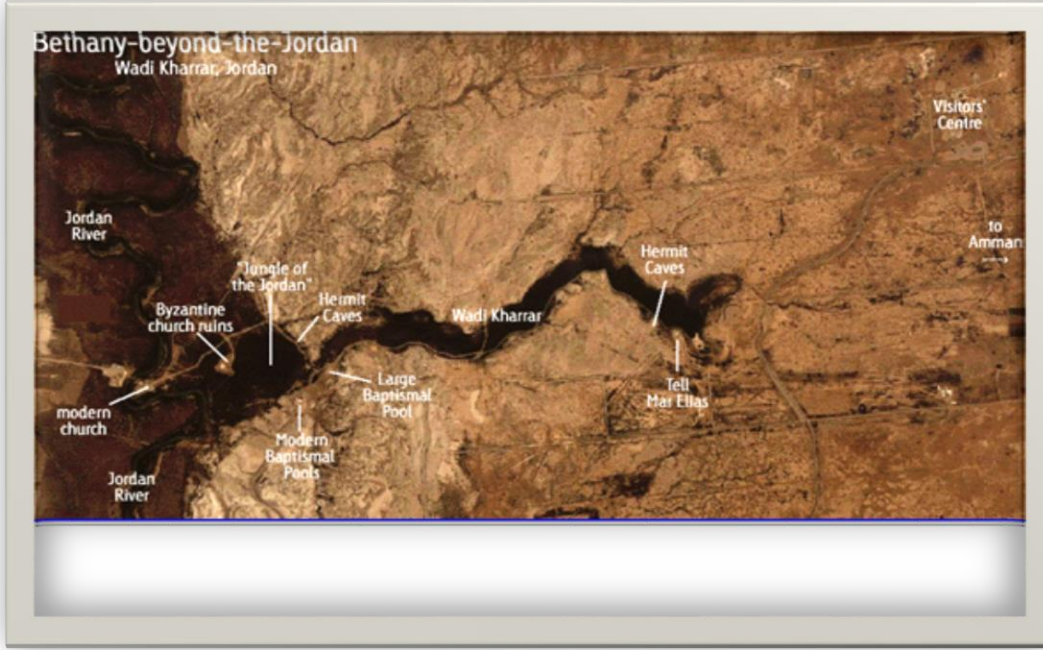 Bethany-beyond-the-Jordan
Wadi Kharrar, Jordan
Visitors'
Centre
Jordan
River
to
Amman
Hermit
Caves
"Jungle of
the Jordan"
Hermit
Caves
Byzantine
church ruins
Wadi Kharrar
Large
Baptismal
Pool
Tell
Mar Elias
modern
church
Modern
Baptismal
Pools
Jordan
River